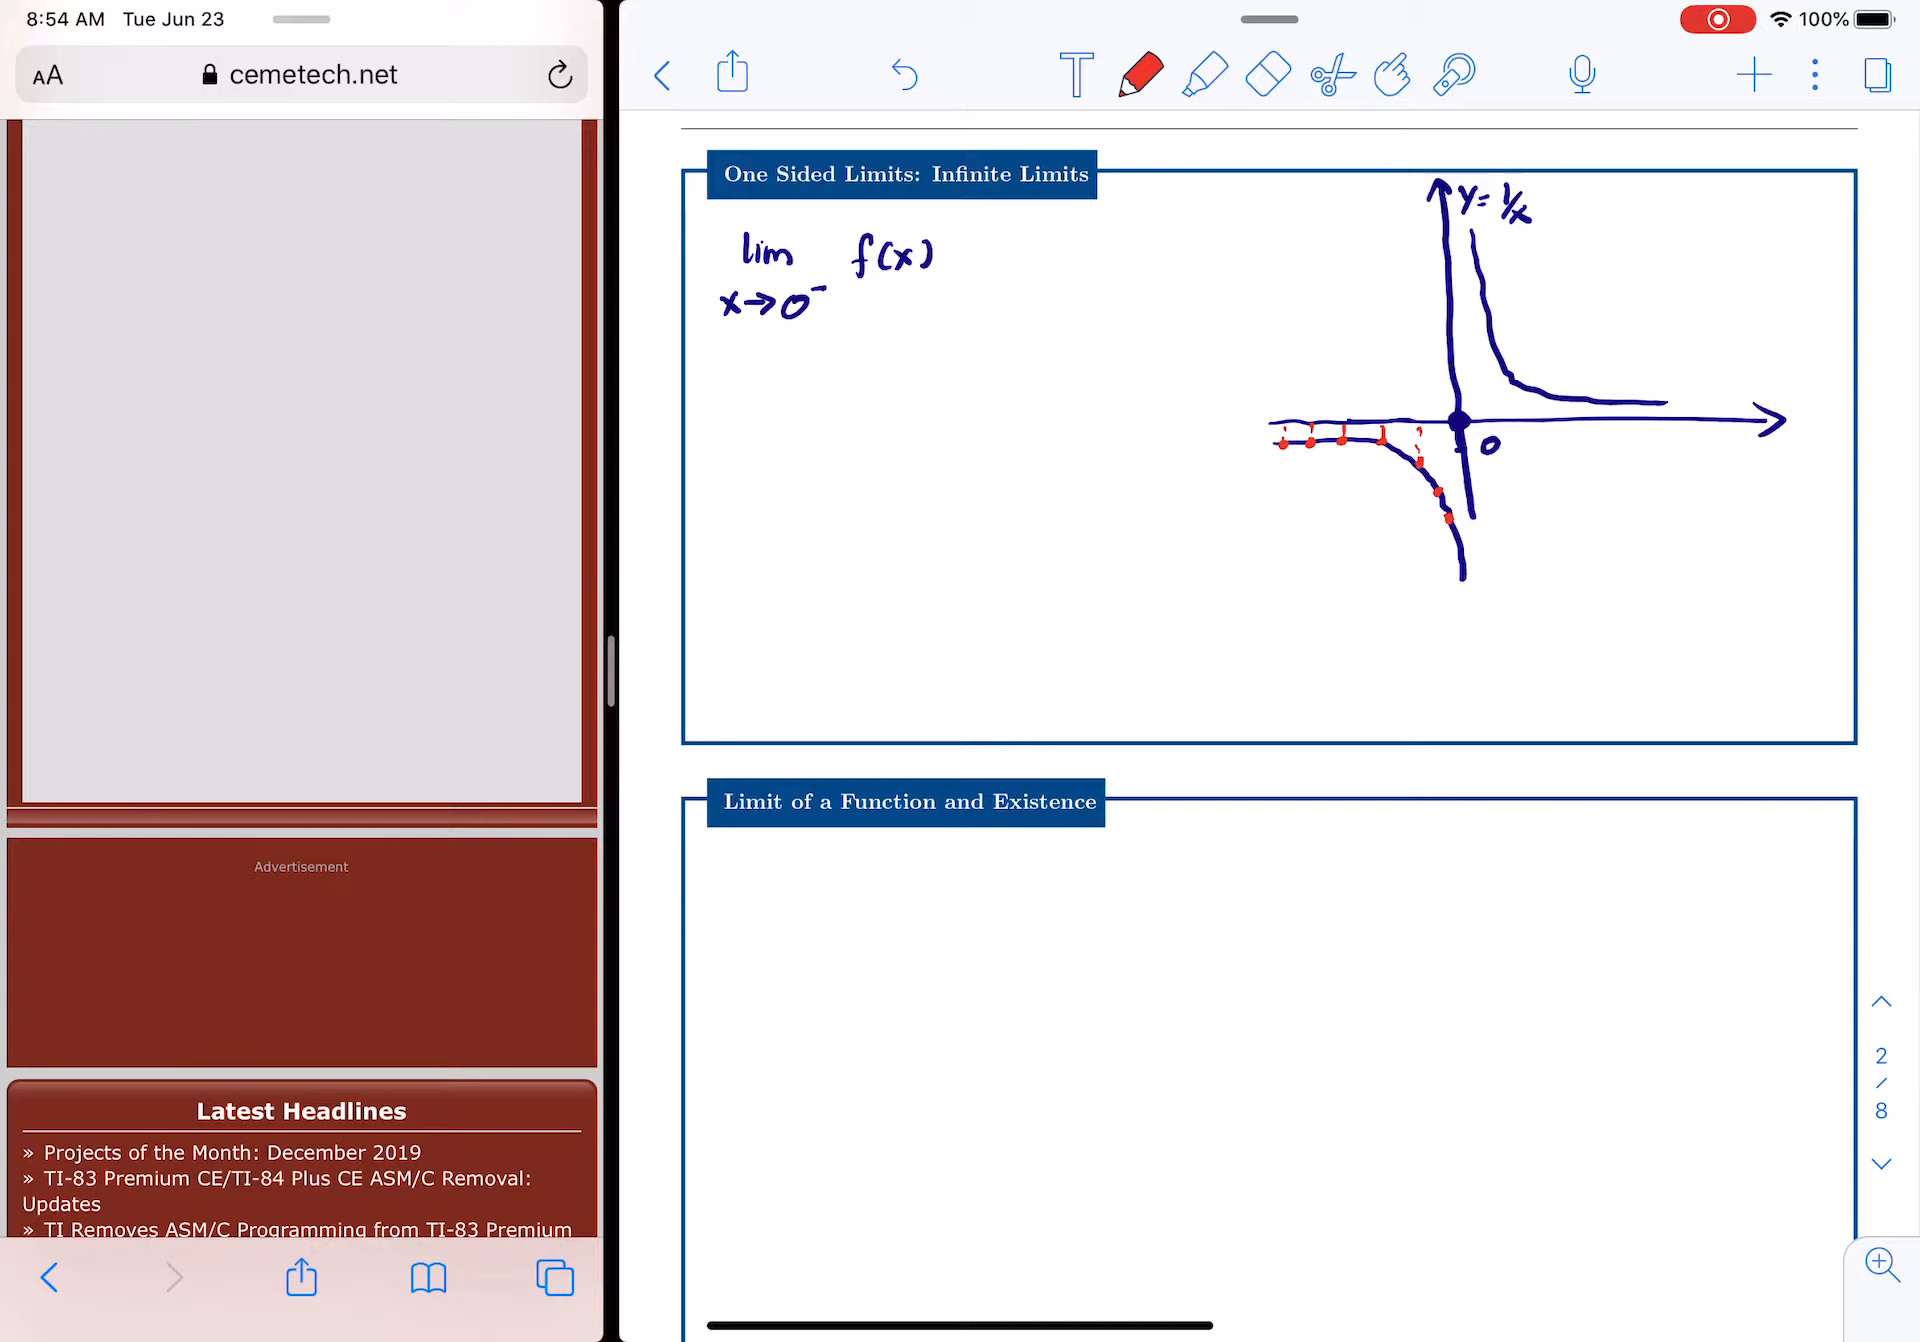 8:54 AM Tue Jun 23
100%
AA cemetech.net
One Sided Limits: Infinite Limits
y = 1/x
lim f(x)
x→0⁻
0
Limit of a Function and Existence
Advertisement
2
/
8
Latest Headlines
» Projects of the Month: December 2019
» TI-83 Premium CE/TI-84 Plus CE ASM/C Removal:
Updates
» TI Removes ASM/C Programming from TI-83 Premium